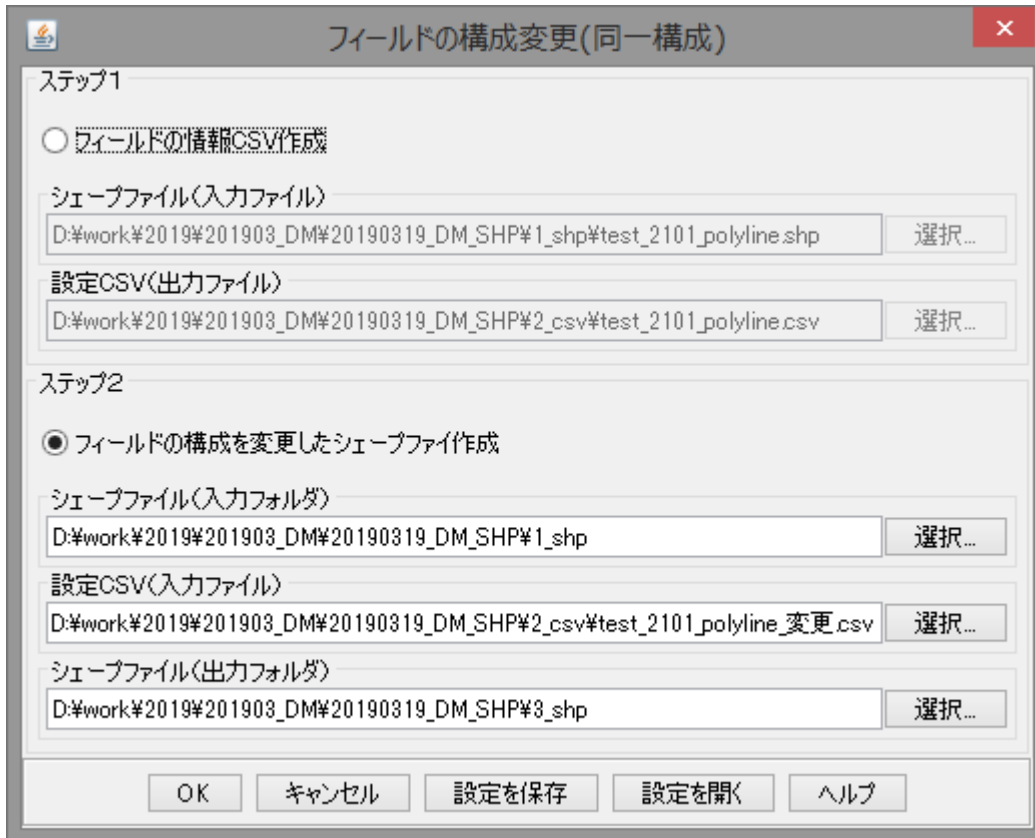 フィールドの構成変更(同一構成)
ステップ1
フィールドの情報CSV作成
シェープファイル(入力ファイル)
D:¥work¥2019¥201903_DM¥20190319_DM_SHP¥1_shp¥test_2101_polyline.shp
選択...
設定CSV(出力ファイル)
D:¥work¥2019¥201903_DM¥20190319_DM_SHP¥2_csv¥test_2101_polyline.csv
選択...
ステップ2
フィールドの構成を変更したシェープファイ作成
シェープファイル(入力フォルダ)
D:¥work¥2019¥201903_DM¥20190319_DM_SHP¥1_shp
選択...
設定CSV(入力ファイル)
D:¥work¥2019¥201903_DM¥20190319_DM_SHP¥2_csv¥test_2101_polyline_変更.csv
選択...
シェープファイル(出力フォルダ)
D:¥work¥2019¥201903_DM¥20190319_DM_SHP¥3_shp
選択...
OK キャンセル 設定を保存 設定を開く ヘルプ